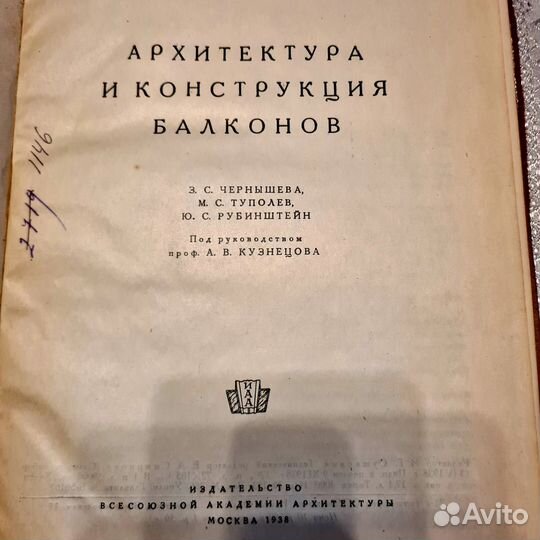 АРХИТЕКТУРА
И КОНСТРУКЦИЯ
БАЛКОНОВ
1146
З. С. ЧЕРНЫШЕВА,
М. С. ТУПОЛЕВ,
Ю. С. РУБИНШТЕЙН
Под руководством
проф. А. В. КУЗНЕЦОВА
ИАА
ИЗДАТЕЛЬСТВО
ВСЕСОЮЗНОЙ АКАДЕМИИ АРХИТЕКТУРЫ
МОСКВА 1938
Avito